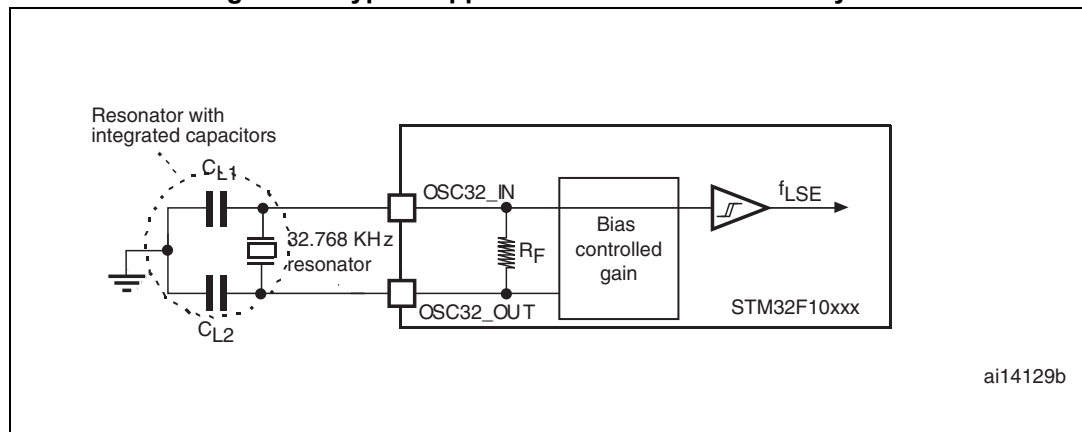 Resonator with
integrated capacitors
CL1
OSC32_IN
fLSE
32.768 KHz
resonator
RF
Bias
controlled
gain
OSC32_OUT
STM32F10xxx
CL2
ai14129b